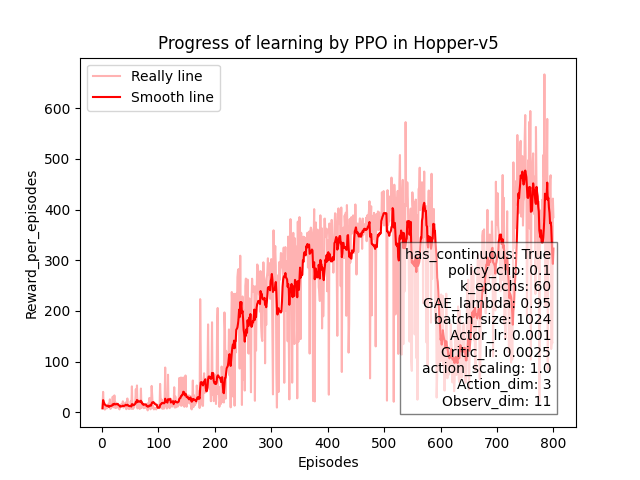 Progress of learning by PPO in Hopper-v5
Really line
Smooth line
Reward_per_episodes
600
500
400
300
200
100
0
has_continuous: True
policy_clip: 0.1
k_epochs: 60
GAE_lambda: 0.95
batch_size: 1024
Actor_lr: 0.001
Critic_lr: 0.0025
action_scaling: 1.0
Action_dim: 3
Observ_dim: 11
0 100 200 300 400 500 600 700 800
Episodes